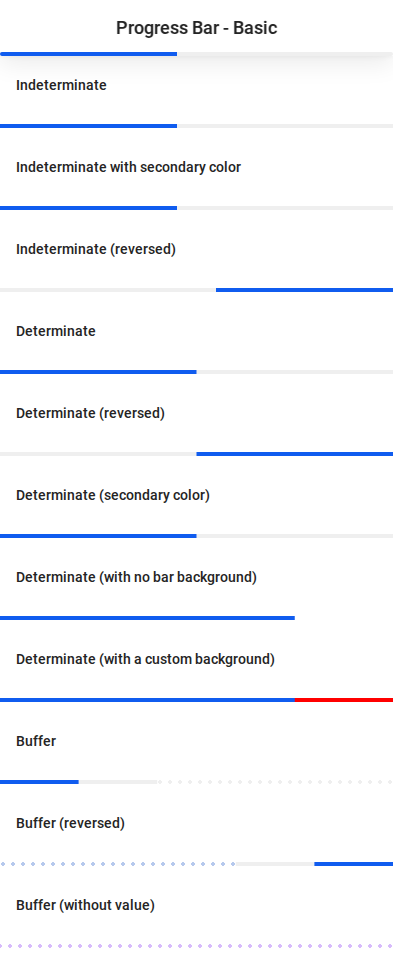 Progress Bar - Basic
Indeterminate
Indeterminate with secondary color
Indeterminate (reversed)
Determinate
Determinate (reversed)
Determinate (secondary color)
Determinate (with no bar background)
Determinate (with a custom background)
Buffer
Buffer (reversed)
Buffer (without value)